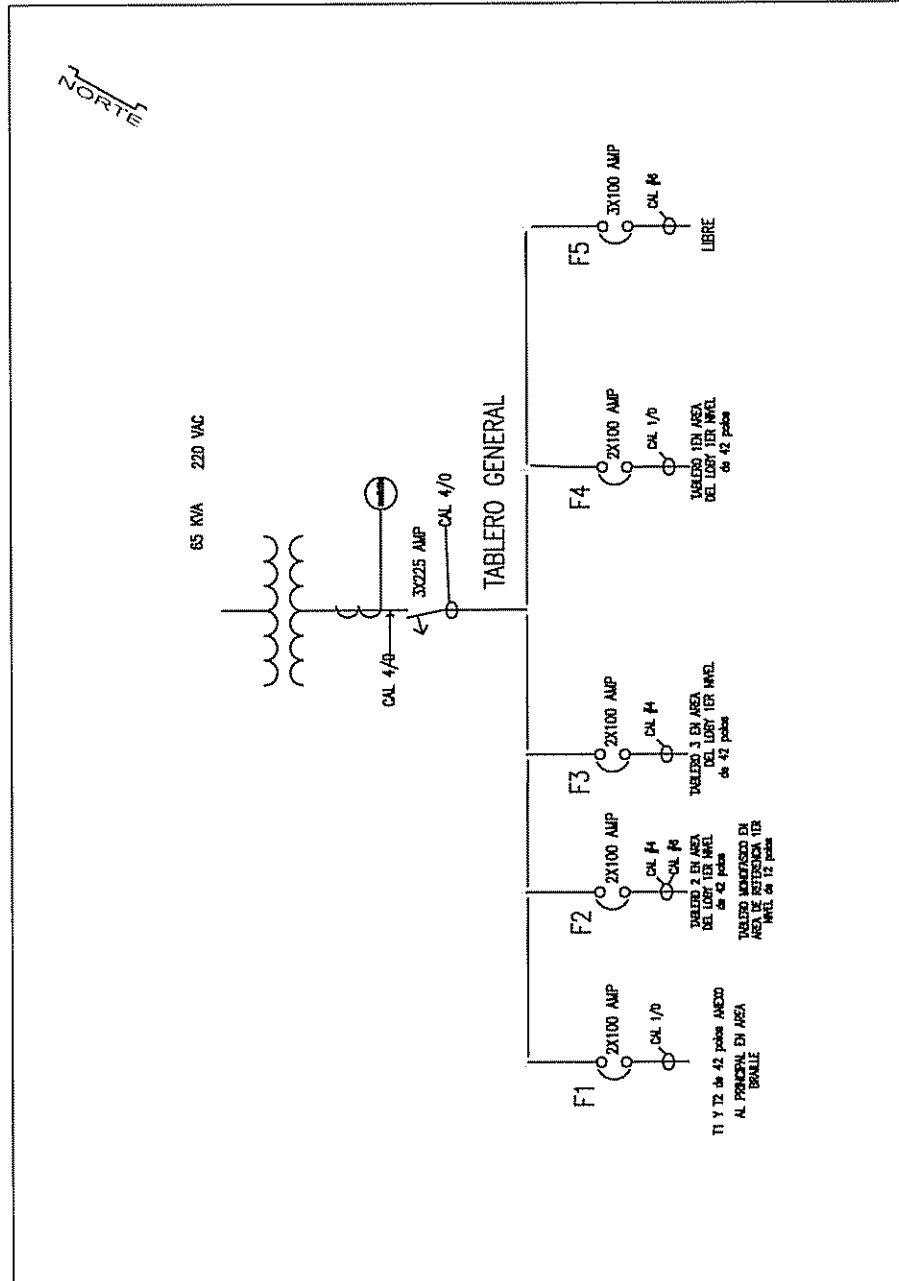 NORTE
65 KVA 220 VAC
CAL 4/0
3X225 AMP
CAL 4/0
TABLERO GENERAL
F1
2X100 AMP
CAL 1/0
T1 Y T2 de 42 polos ANEXO
AL PRINCIPAL EN AREA
BRAILLE
F2
2X100 AMP
CAL #4
CAL #6
TABLERO 2 EN AREA
DEL LOBY 1ER NIVEL
de 42 polos
TABLERO MONOFASICO EN
AREA DE REFERENCIA 1ER
NIVEL de 12 polos
F3
2X100 AMP
CAL #4
TABLERO 3 EN AREA
DEL LOBY 1ER NIVEL
de 42 polos
F4
2X100 AMP
CAL 1/0
TABLERO 1EN AREA
DEL LOBY 1ER NIVEL
de 42 polos
F5
3X100 AMP
CAL #6
LIBRE